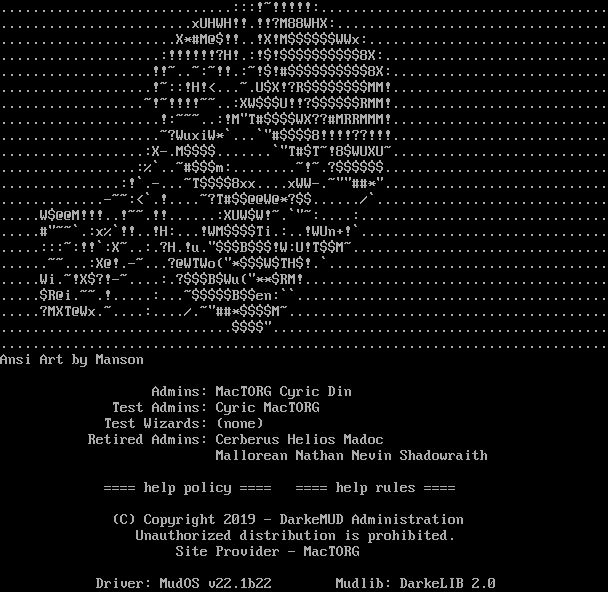 Ansi Art by Manson
Admins: MacTORG Cyric Din
Test Admins: Cyric MacTORG
Test Wizards: (none)
Retired Admins: Cerberus Helios Madoc
Mallorean Nathan Nevin Shadowraith
==== help policy ==== ==== help rules ====
(C) Copyright 2019 - DarkeMUD Administration
Unauthorized distribution is prohibited.
Site Provider - MacTORG
Driver: MudOS v22.1b22 Mudlib: DarkeLIB 2.0